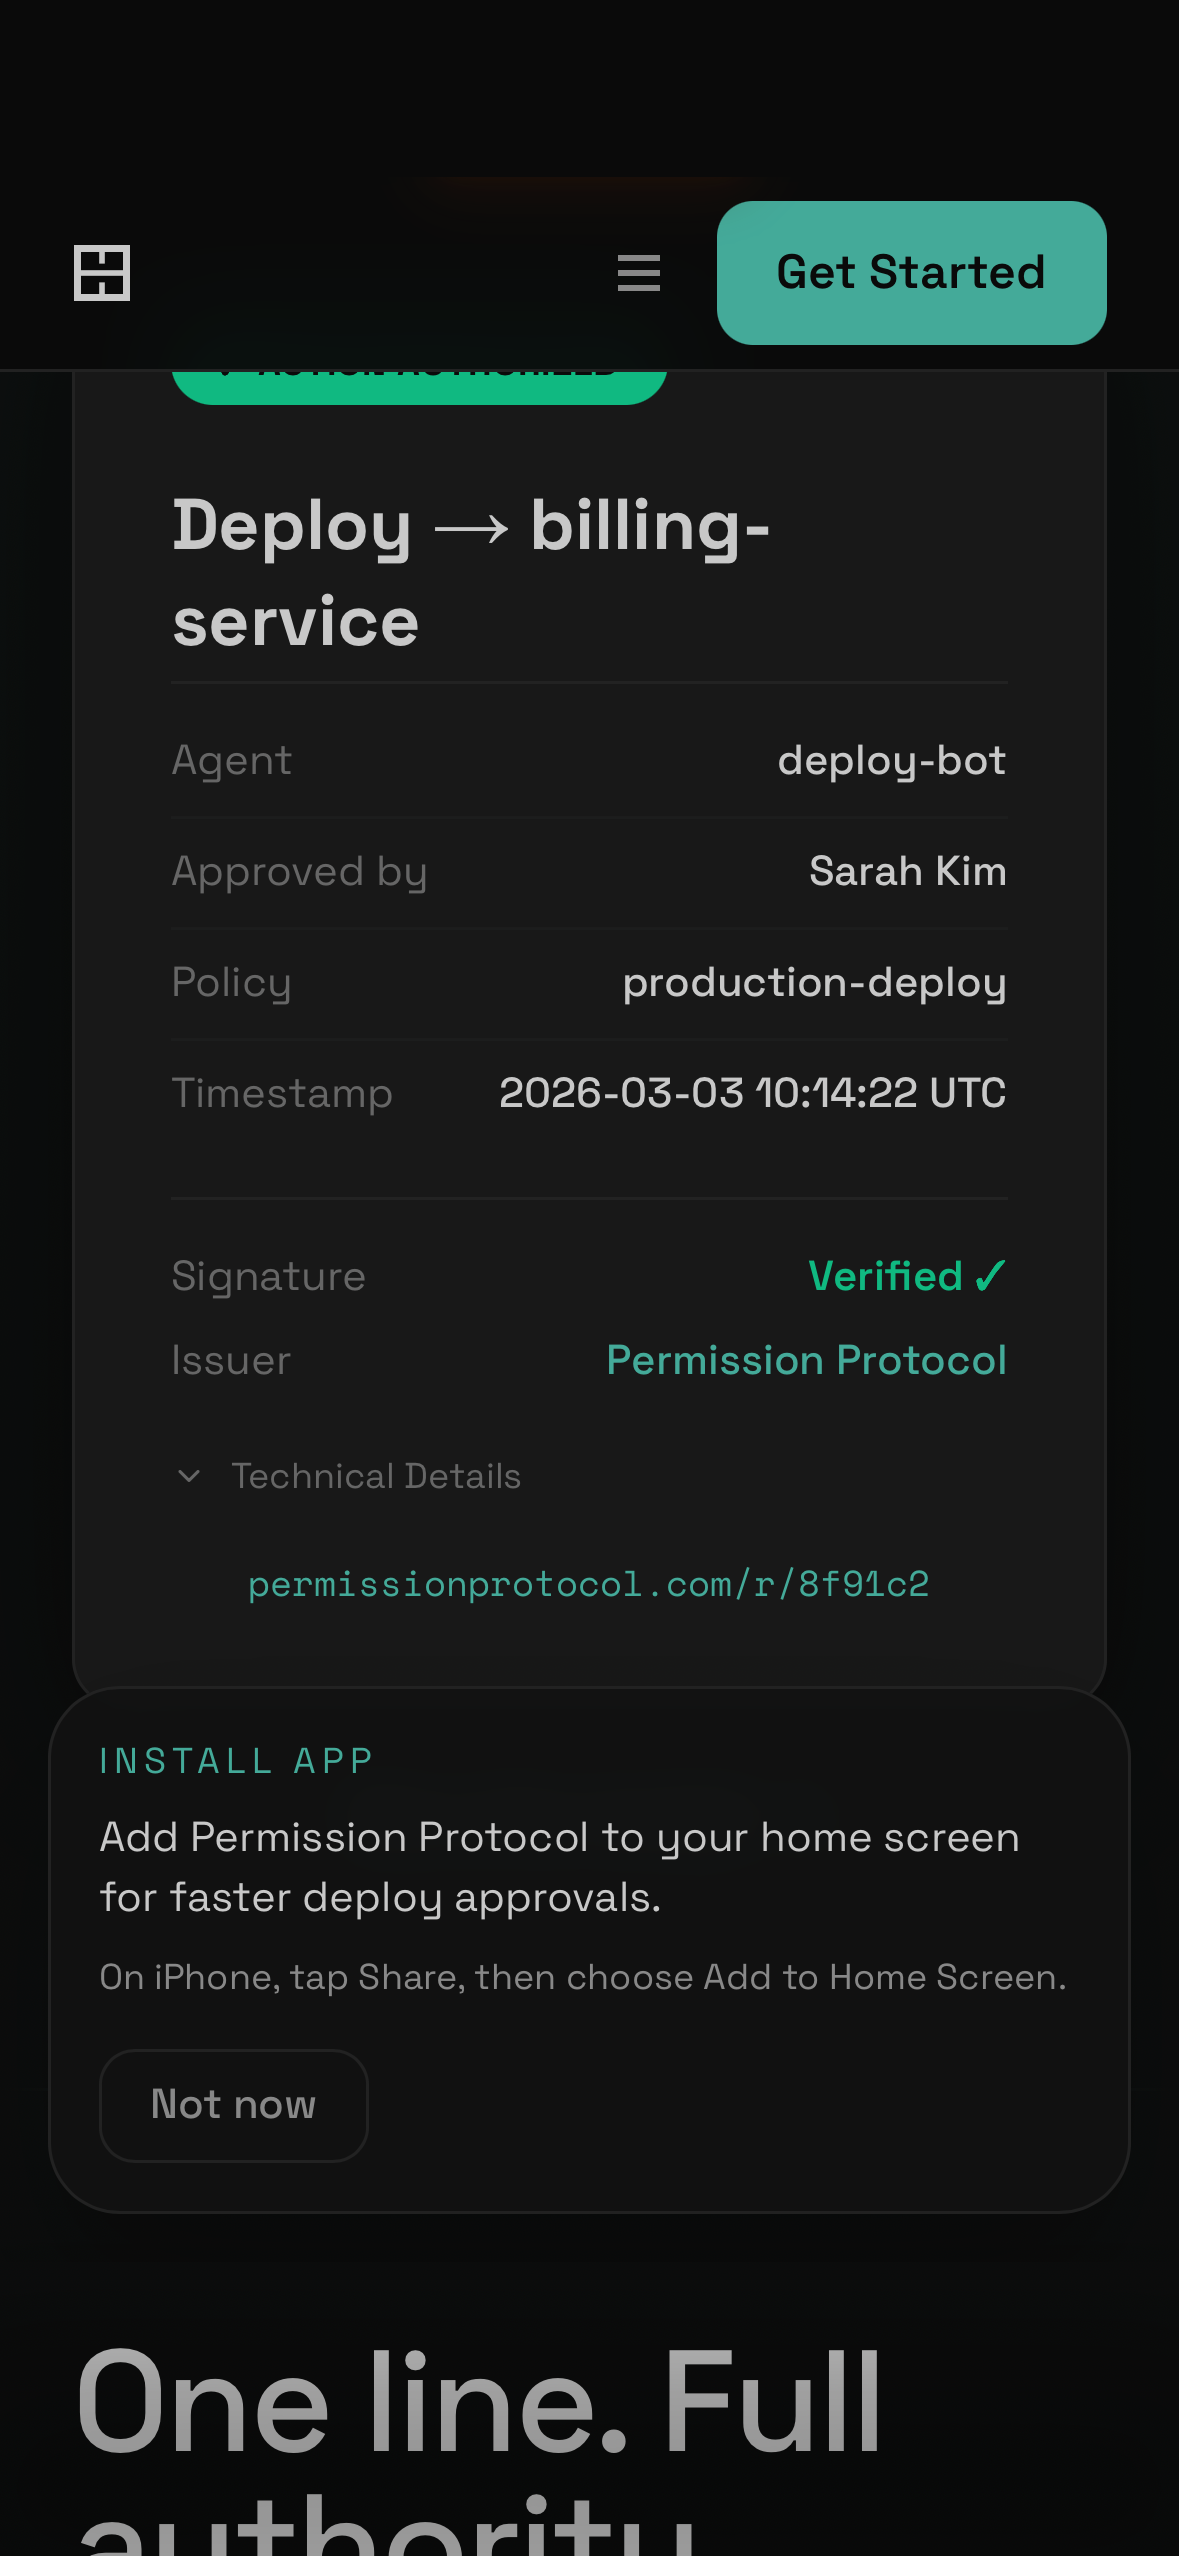 Get Started
Deploy → billing-
service
Agent deploy-bot
Approved by Sarah Kim
Policy production-deploy
Timestamp 2026-03-03 10:14:22 UTC
Signature Verified ✓
Issuer Permission Protocol
Technical Details
permissionprotocol.com/r/8f91c2
INSTALL APP
Add Permission Protocol to your home screen
for faster deploy approvals.
On iPhone, tap Share, then choose Add to Home Screen.
Not now
One line. Full
authority